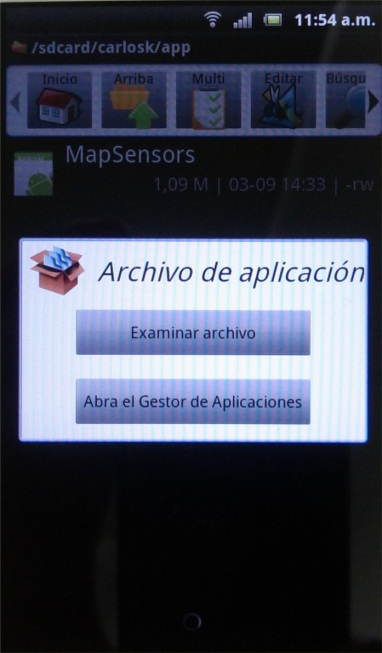 11:54 a.m.
/sdcard/carlosk/app
Inicio Arriba Multi Editar Búsqu
MapSensors
1,09 M | 03-09 14:33 | -rw
Archivo de aplicación
Examinar archivo
Abra el Gestor de Aplicaciones